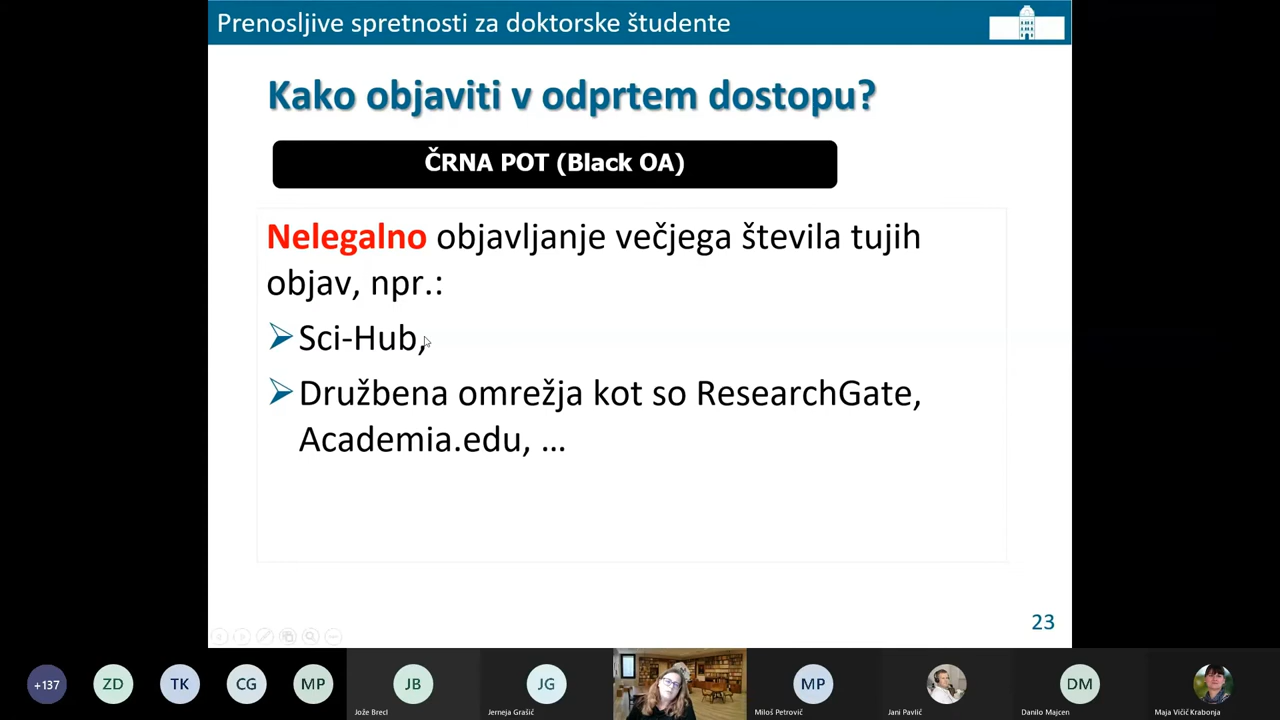 Prenosljive spretnosti za doktorske študente
Kako objaviti v odprtem dostopu?
ČRNA POT (Black OA)
Nelegalno objavljanje večjega števila tujih
objav, npr.:
Sci-Hub,
Družbena omrežja kot so ResearchGate,
Academia.edu, ...
23
+137
ZD
TK
CG
MP
JB
Jože Brecl
JG
Jerneja Grašič
MP
Miloš Petrovič
Jani Pavlič
DM
Danilo Majcen
Maja Vičič Krabonja